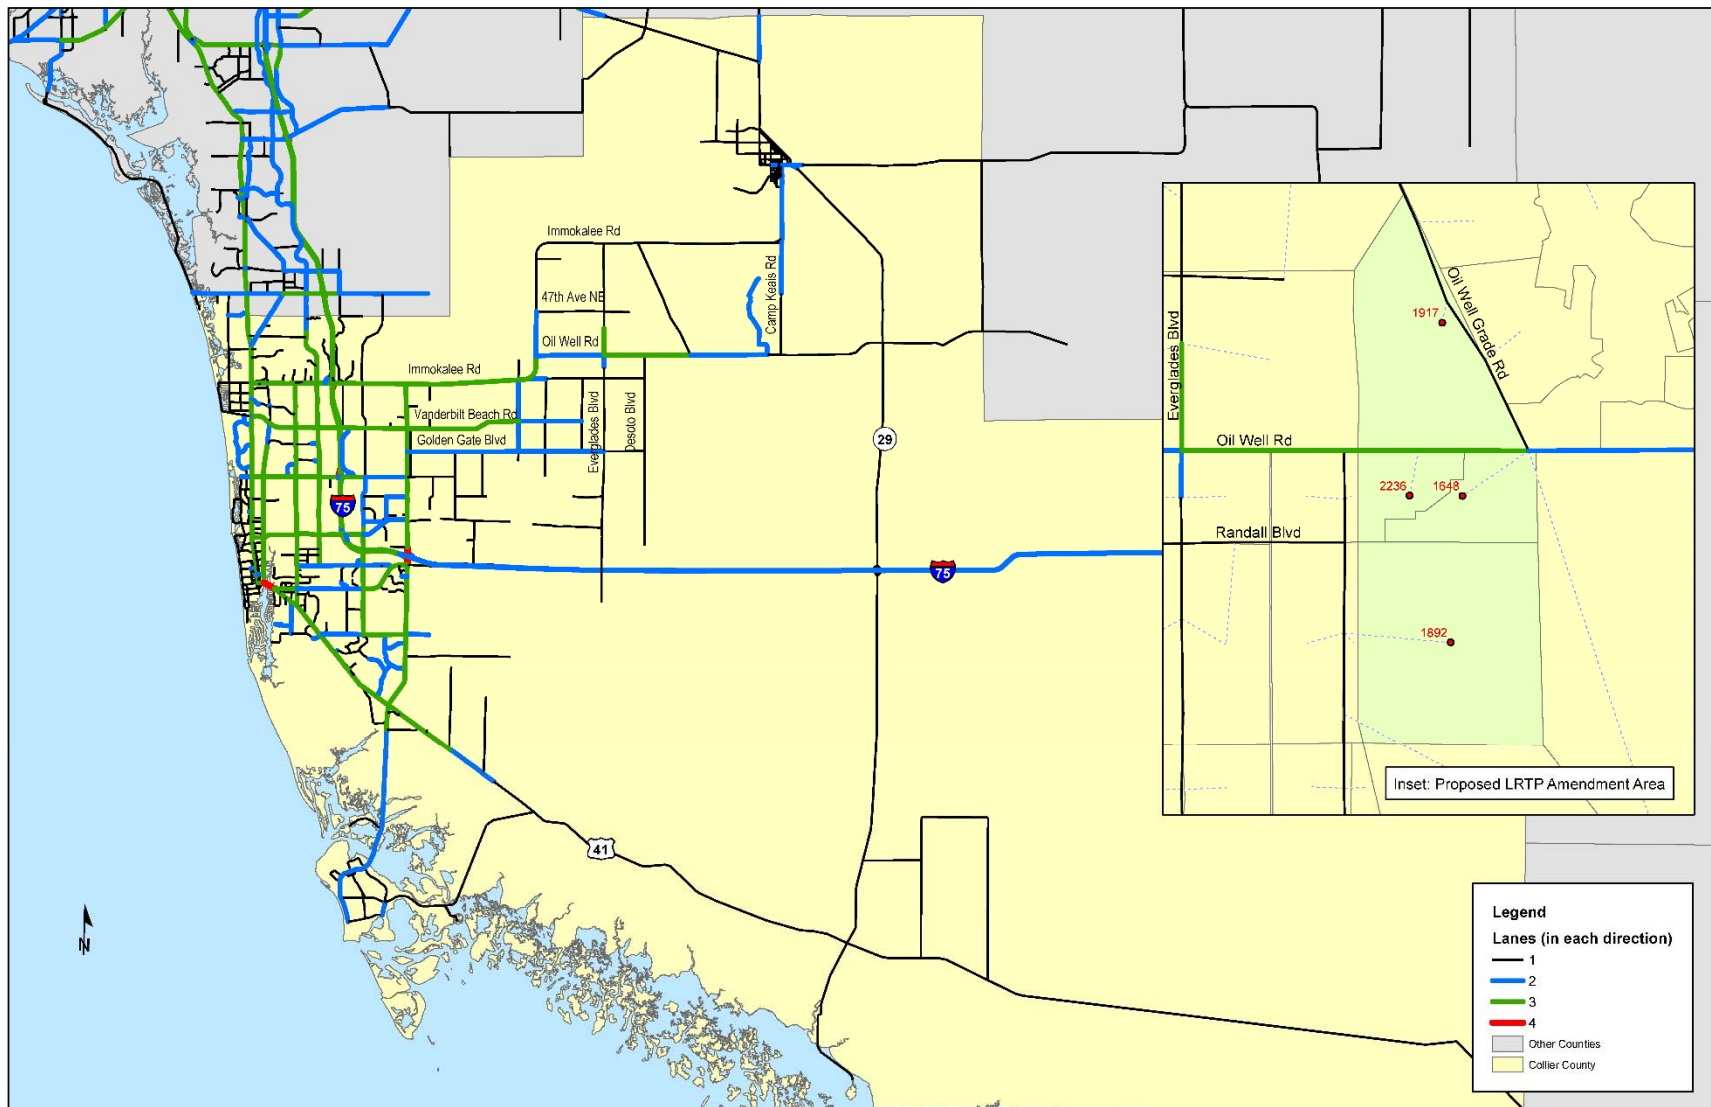 Immokalee Rd
47th Ave NE
Camp Keais Rd
Oil Well Rd
Immokalee Rd
Vanderbilt Beach Rd
Golden Gate Blvd
Everglades Blvd
Desoto Blvd
29
75
75
41
N
1917
Oil Well Grade Rd
Everglades Blvd
Oil Well Rd
2236
1648
Randall Blvd
1892
Inset: Proposed LRTP Amendment Area
Legend
Lanes (in each direction)
1
2
3
4
Other Counties
Collier County